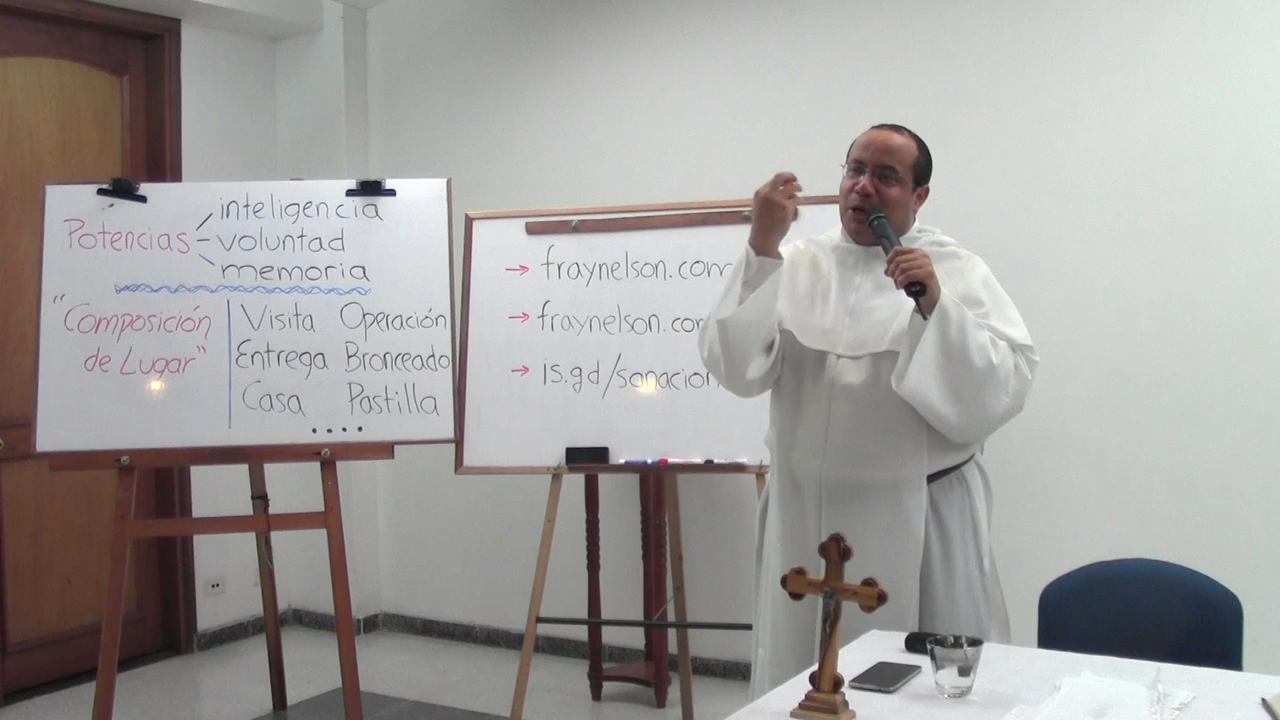 inteligencia
Potencias voluntad
memoria
"Composición
de Lugar"
Visita Operación
Entrega Bronceado
Casa Pastilla
....
→ fraynelson.com
→ fraynelson.com
→ is.gd/sanacion